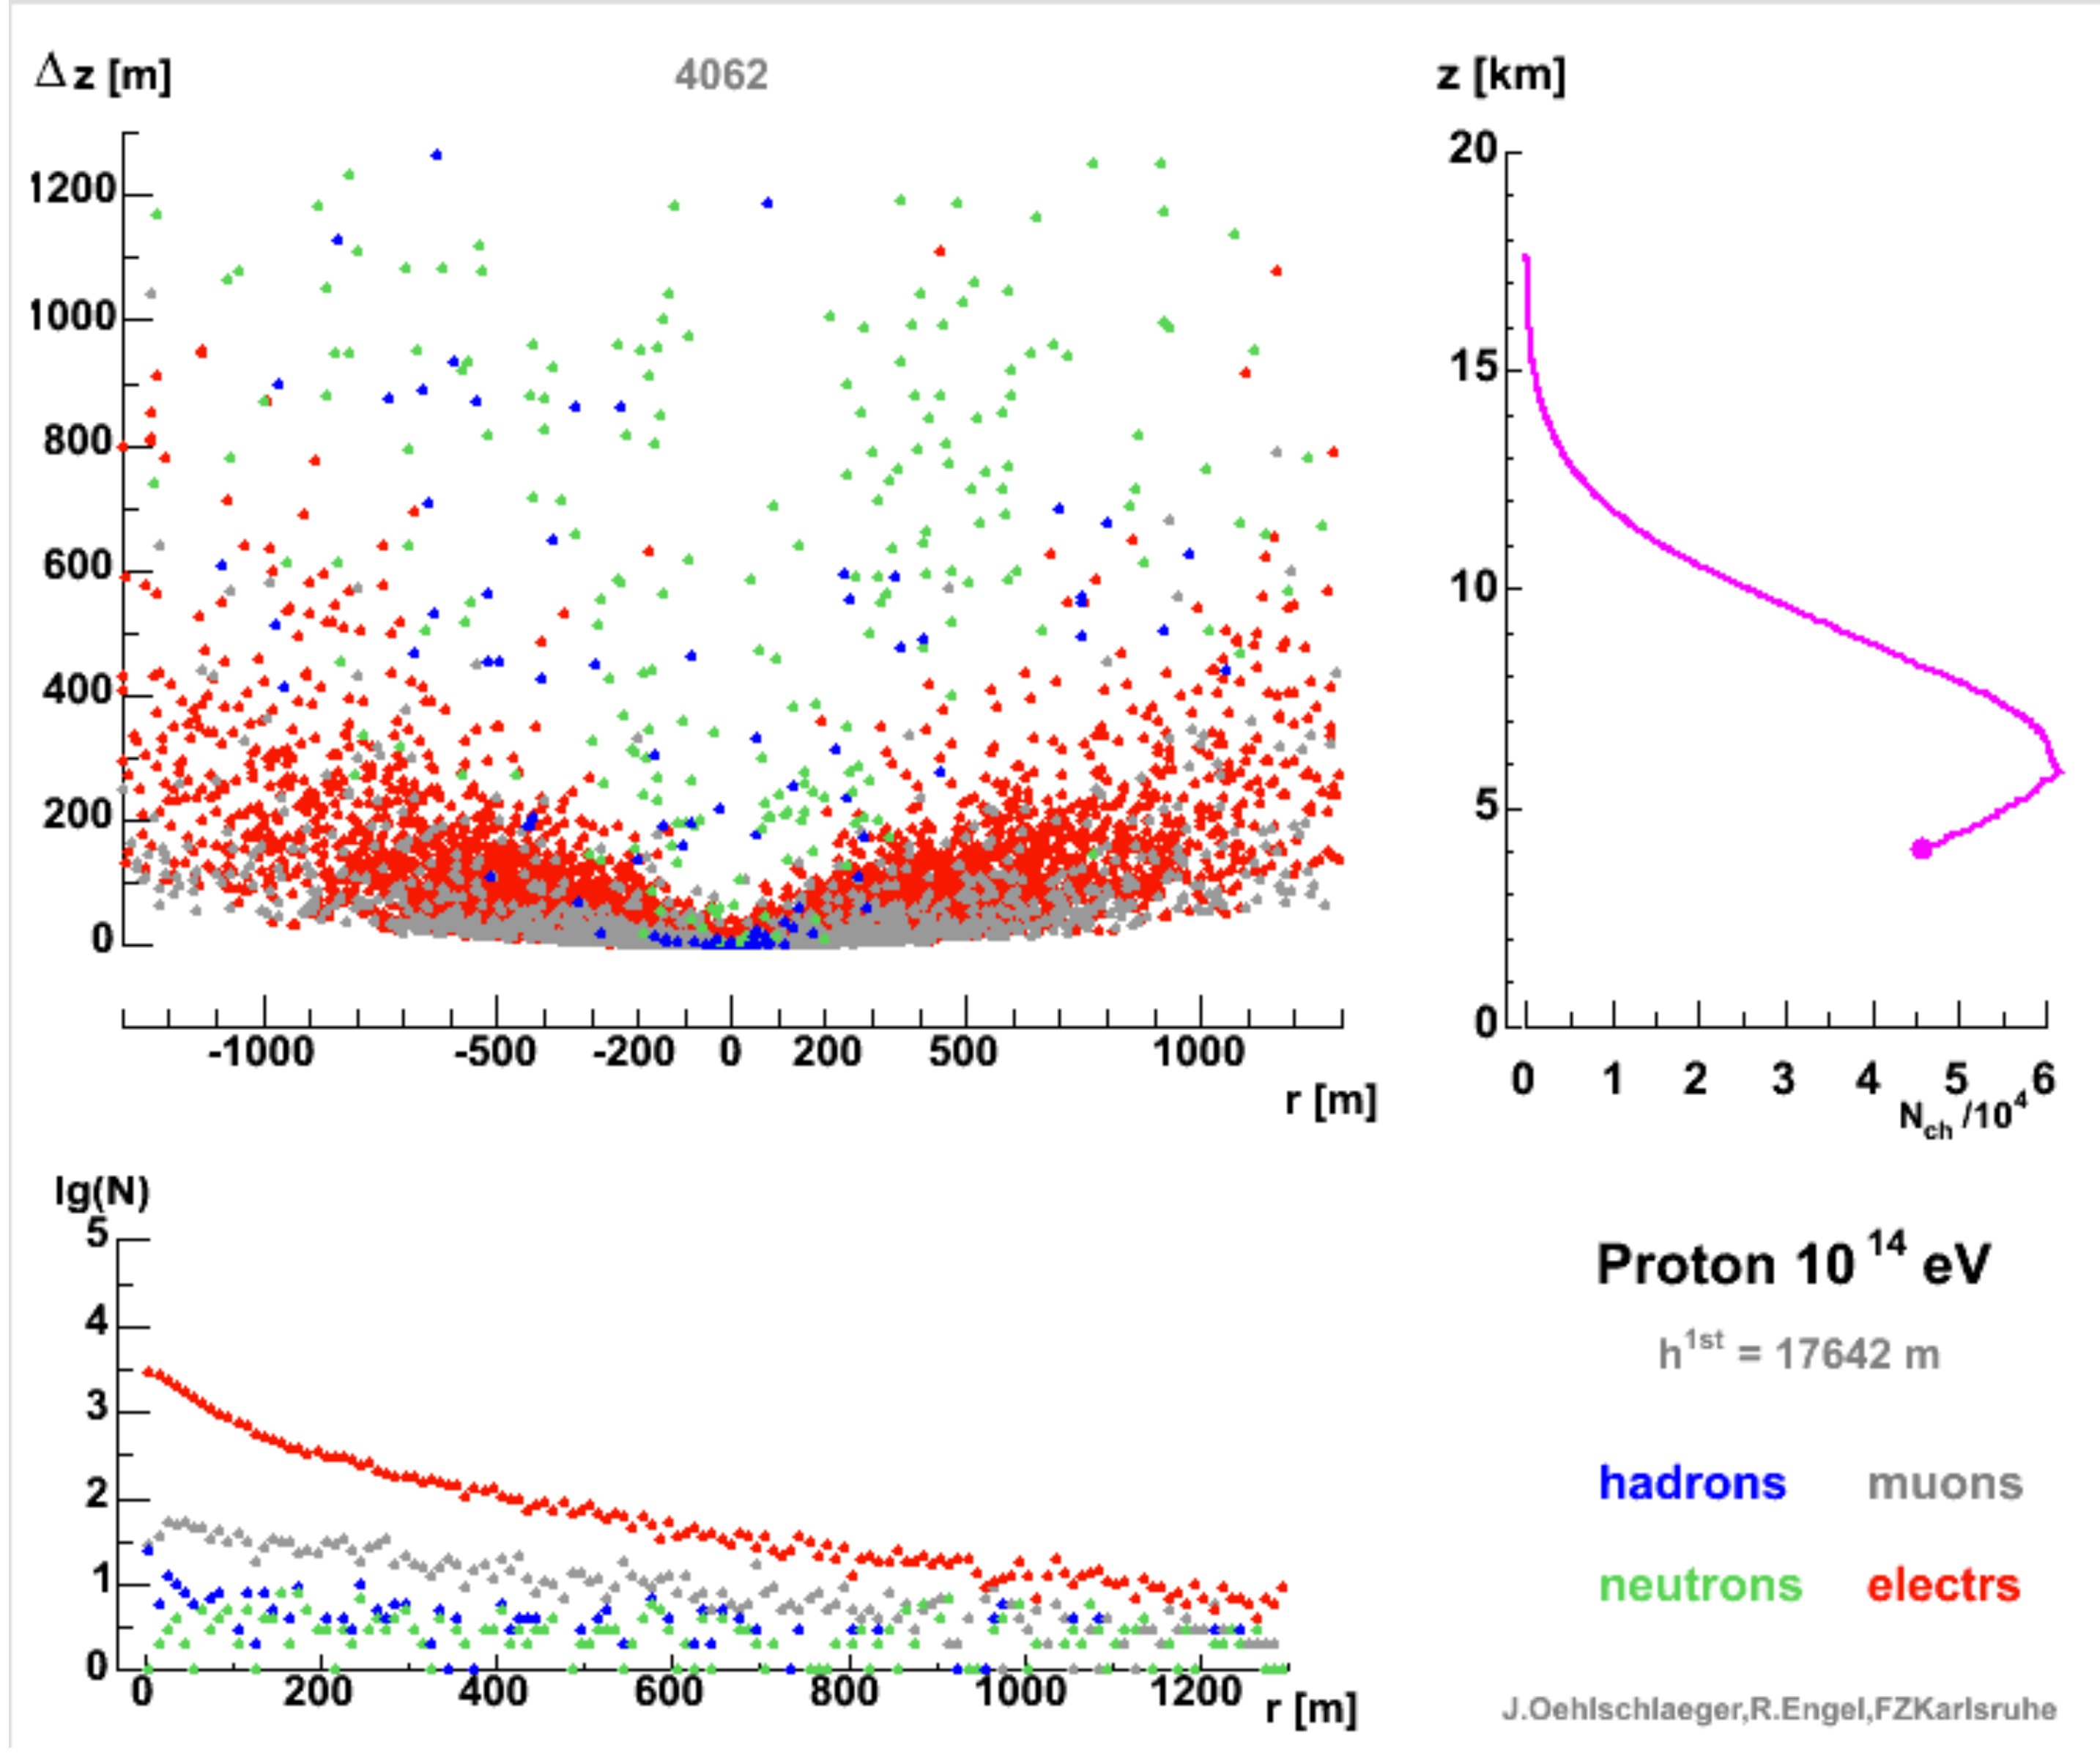 Δ z [m]
4062
1200
1000
800
600
400
200
0
-1000 -500 -200 0 200 500 1000
r [m]
z [km]
20
15
10
5
0
0 1 2 3 4 5 6
N_ch /10^4
lg(N)
5
4
3
2
1
0
0 200 400 600 800 1000 1200
r [m]
Proton 10^14 eV
h^1st = 17642 m
hadrons muons
neutrons electrs
J.Oehlschlaeger,R.Engel,FZKarlsruhe